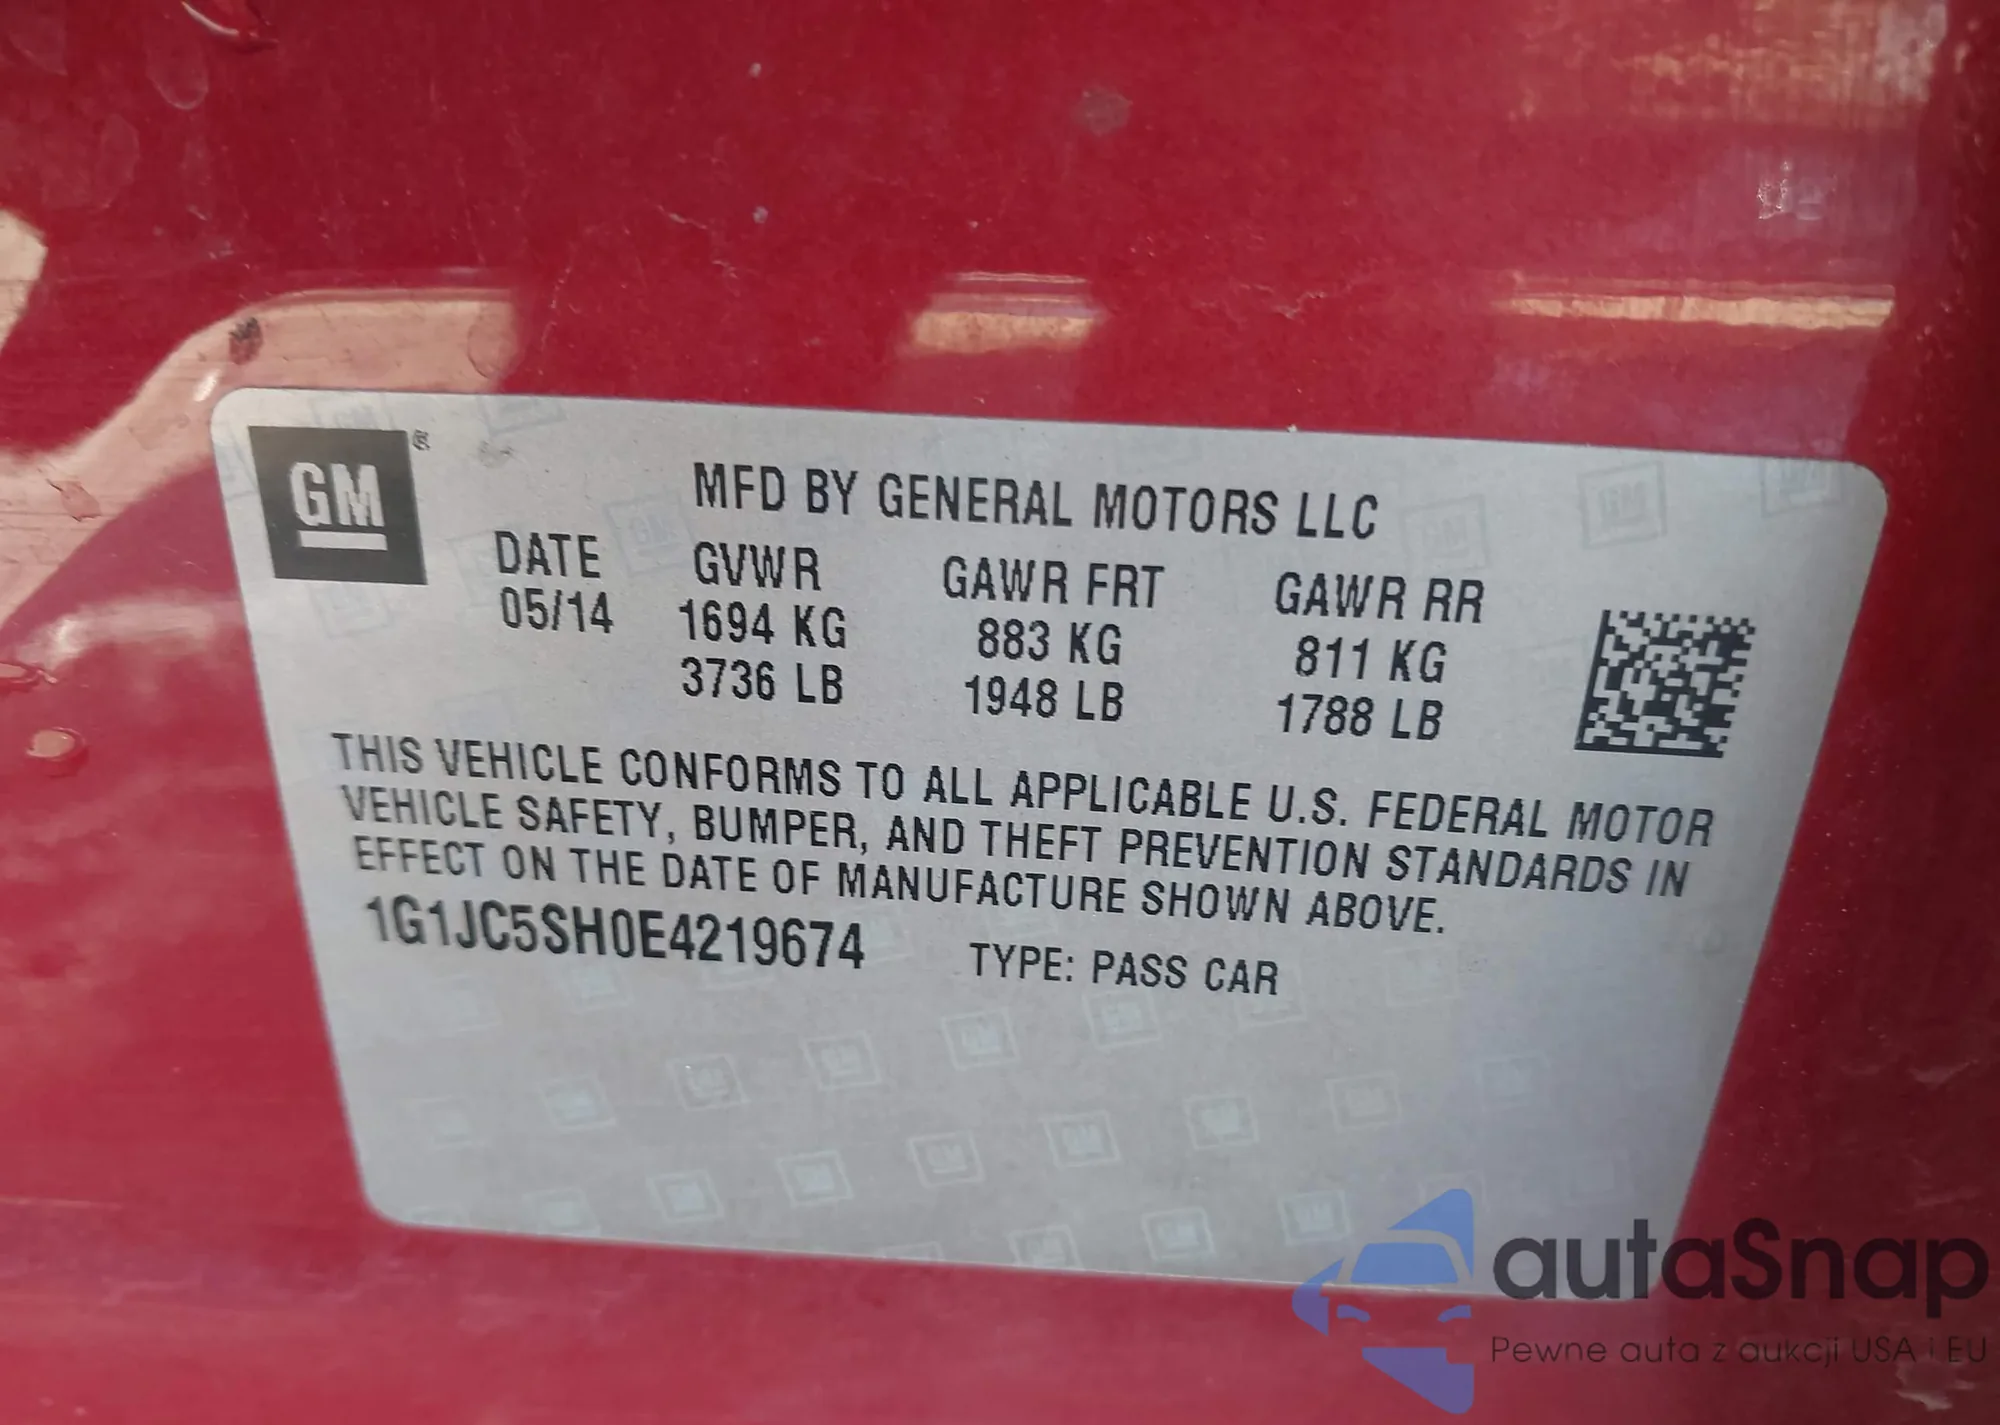 GM®
MFD BY GENERAL MOTORS LLC
DATE GVWR GAWR FRT GAWR RR
05/14 1694 KG 883 KG 811 KG
3736 LB 1948 LB 1788 LB
THIS VEHICLE CONFORMS TO ALL APPLICABLE U.S. FEDERAL MOTOR
VEHICLE SAFETY, BUMPER, AND THEFT PREVENTION STANDARDS IN
EFFECT ON THE DATE OF MANUFACTURE SHOWN ABOVE.
1G1JC5SH0E4219674 TYPE: PASS CAR
autaSnap
Pewne auta z aukcji USA i EU